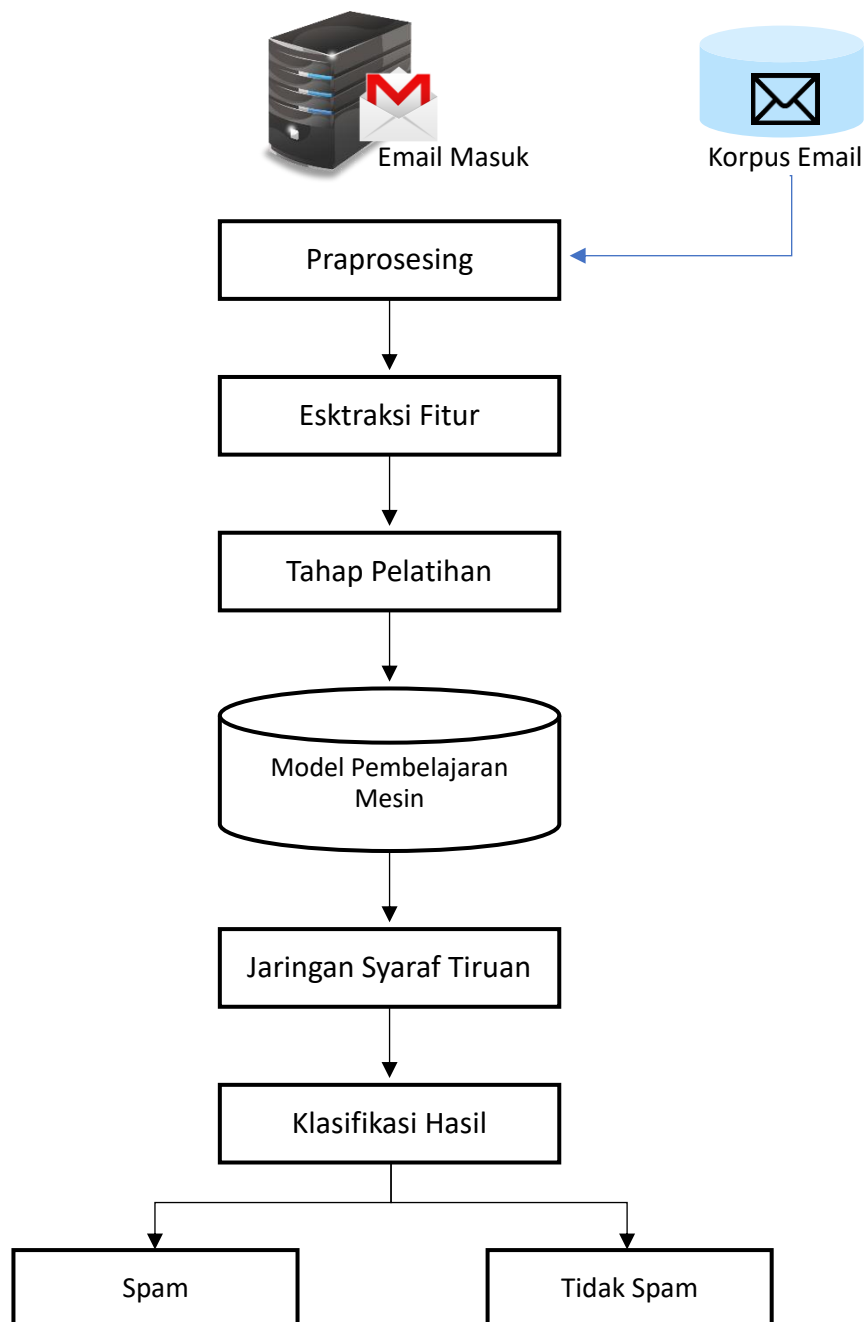 Email Masuk
Korpus Email
Praprosesing
Esktraksi Fitur
Tahap Pelatihan
Model Pembelajaran
Mesin
Jaringan Syaraf Tiruan
Klasifikasi Hasil
Spam
Tidak Spam